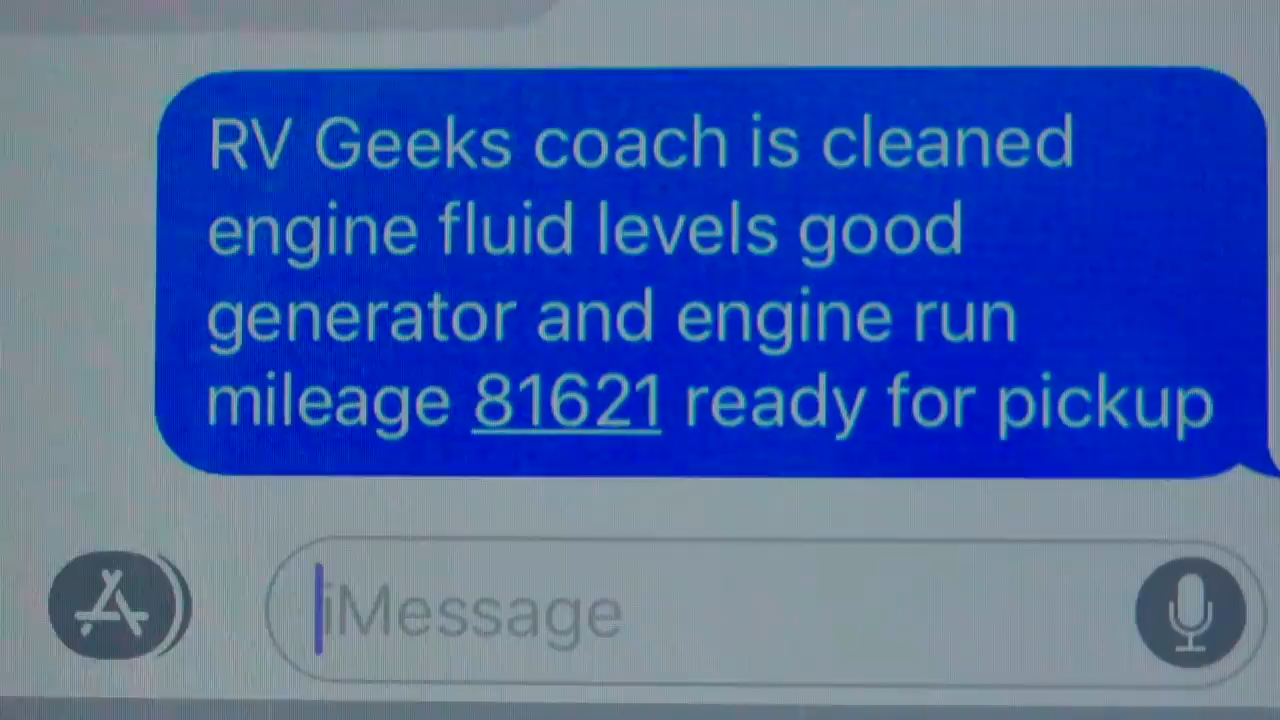 RV Geeks coach is cleaned
engine fluid levels good
generator and engine run
mileage 81621 ready for pickup
iMessage